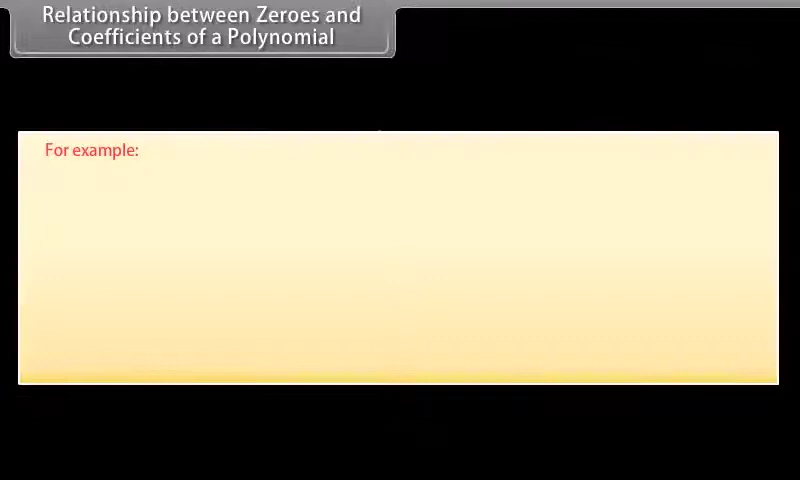 Relationship between Zeroes and
Coefficients of a Polynomial
For example: